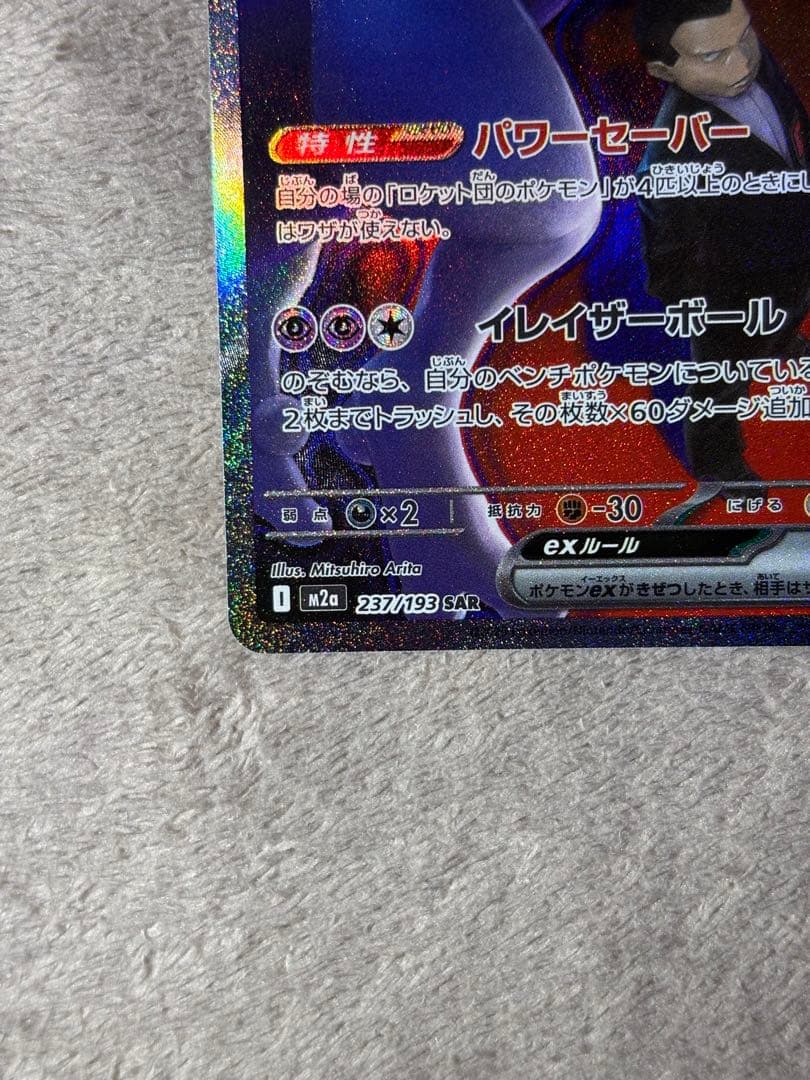 特性 パワーセーバー
自分の場の「ロケット団のポケモン」が4匹以上のときにし
はワザが使えない。
イレイザーボール
のぞむなら、自分のベンチポケモンについている
2枚までトラッシュし、その枚数×60ダメージ追加
弱点 ×2 抵抗力 -30 にげる
exルール
ポケモンexがきぜつしたとき、相手はサ
Illus. Mitsuhiro Arita
I M2a 237/193 SAR